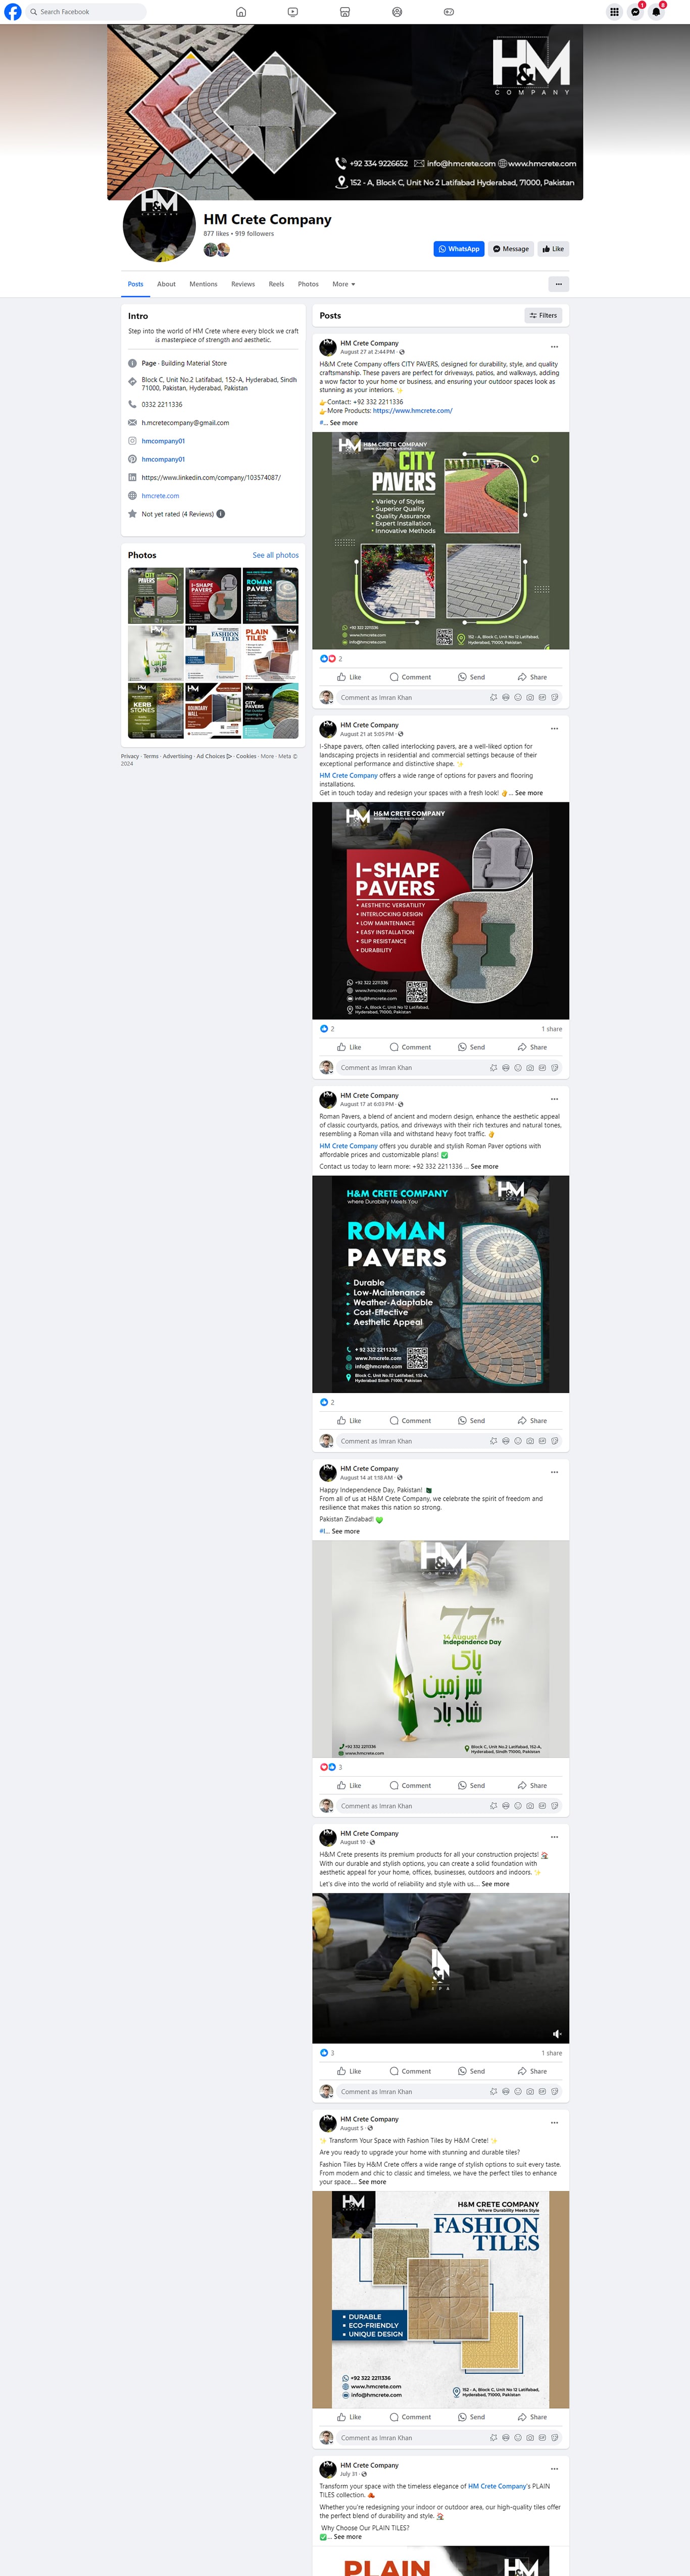 Search Facebook
1
8
H&M
COMPANY
+92 334 9226652 info@hmcrete.com www.hmcrete.com
152 - A, Block C, Unit No 2 Latifabad Hyderabad, 71000, Pakistan
H&M
HM Crete Company
877 likes • 919 followers
WhatsApp Message Like
Posts About Mentions Reviews Reels Photos More
Intro
Step into the world of HM Crete where every block we craft
is masterpiece of strength and aesthetic.
Page · Building Material Store
Block C, Unit No.2 Latifabad, 152-A, Hyderabad, Sindh
71000, Pakistan, Hyderabad, Pakistan
0332 2211336
h.mcretecompany@gmail.com
hmcompany01
hmcompany01
https://www.linkedin.com/company/103574087/
hmcrete.com
Not yet rated (4 Reviews)
Photos
See all photos
CITY
PAVERS
I-SHAPE
PAVERS
ROMAN
PAVERS
77
FASHION
TILES
PLAIN
TILES
KERB
STONES
BOUNDARY
WALL
CITY
PAVERS
Privacy · Terms · Advertising · Ad Choices · Cookies · More · Meta ©
2024
Posts
Filters
HM Crete Company
August 27 at 2:44 PM ·
H&M Crete Company offers CITY PAVERS, designed for durability, style, and quality
craftsmanship. These pavers are perfect for driveways, patios, and walkways, adding
a wow factor to your home or business, and ensuring your outdoor spaces look as
stunning as your interiors. ✨
👉Contact: +92 332 2211336
👉More Products: https://www.hmcrete.com/
#... See more
H&M
H&M CRETE COMPANY
WHERE DURABILITY MEETS STYLE
CITY
PAVERS
• Variety of Styles
• Superior Quality
• Quality Assurance
• Expert Installation
• Innovative Methods
+92 332 2211336
www.hmcrete.com
info@hmcrete.com
152 - A, Block C, Unit No 12 Latifabad,
Hyderabad, 71000, Pakistan
2
Like Comment Send Share
Comment as Imran Khan
HM Crete Company
August 21 at 5:05 PM ·
I-Shape pavers, often called interlocking pavers, are a well-liked option for
landscaping projects in residential and commercial settings because of their
exceptional performance and distinctive shape. ✨
HM Crete Company offers a wide range of options for pavers and flooring
installations.
Get in touch today and redesign your spaces with a fresh look! 👌... See more
H&M
H&M CRETE COMPANY
WHERE DURABILITY MEETS STYLE
I-SHAPE
PAVERS
• AESTHETIC VERSATILITY
• INTERLOCKING DESIGN
• LOW MAINTENANCE
• EASY INSTALLATION
• SLIP RESISTANCE
• DURABILITY
+92 322 2211336
www.hmcrete.com
info@hmcrete.com
152 - A, Block C, Unit No 12 Latifabad,
Hyderabad, 71000, Pakistan
2
1 share
Like Comment Send Share
Comment as Imran Khan
HM Crete Company
August 17 at 6:03 PM ·
Roman Pavers, a blend of ancient and modern design, enhance the aesthetic appeal
of classic courtyards, patios, and driveways with their rich textures and natural tones,
resembling a Roman villa and withstand heavy foot traffic. 👌
HM Crete Company offers you durable and stylish Roman Paver options with
affordable prices and customizable plans! ✅
Contact us today to learn more: +92 332 2211336 ... See more
H&M CRETE COMPANY
where Durability Meets You
H&M
ROMAN
PAVERS
• Durable
• Low-Maintenance
• Weather-Adaptable
• Cost-Effective
• Aesthetic Appeal
+ 92 332 2211336
www.hmcrete.com
info@hmcrete.com
Block C, Unit No.02 Latifabad, 152-A,
Hyderabad Sindh 71000, Pakistan
2
Like Comment Send Share
Comment as Imran Khan
HM Crete Company
August 14 at 1:18 AM ·
Happy Independence Day, Pakistan! 🇵🇰
From all of us at H&M Crete Company, we celebrate the spirit of freedom and
resilience that makes this nation so strong.
Pakistan Zindabad! 💚
#I... See more
H&M
COMPANY
77th
14 August
Independence Day
پاک
سر زمین
شاد باد
+92 332 2211336
www.hmcrete.com
Block C, Unit No.2 Latifabad, 152-A,
Hyderabad, Sindh 71000, Pakistan
3
Like Comment Send Share
Comment as Imran Khan
HM Crete Company
August 10 ·
H&M Crete presents its premium products for all your construction projects! 🏠
With our durable and stylish options, you can create a solid foundation with
aesthetic appeal for your home, offices, businesses, outdoors and indoors. ✨
Let's dive into the world of reliability and style with us.... See more
3
1 share
Like Comment Send Share
Comment as Imran Khan
HM Crete Company
August 5 ·
✨ Transform Your Space with Fashion Tiles by H&M Crete! ✨
Are you ready to upgrade your home with stunning and durable tiles?
Fashion Tiles by H&M Crete offers a wide range of stylish options to suit every taste.
From modern and chic to classic and timeless, we have the perfect tiles to enhance
your space.... See more
H&M
H&M CRETE COMPANY
Where Durability Meets Style
FASHION
TILES
• DURABLE
• ECO-FRIENDLY
• UNIQUE DESIGN
+92 332 2211336
www.hmcrete.com
info@hmcrete.com
152 - A, Block C, Unit No 12 Latifabad,
Hyderabad, 71000, Pakistan
Like Comment Send Share
Comment as Imran Khan
HM Crete Company
July 31 ·
Transform your space with the timeless elegance of HM Crete Company's PLAIN
TILES collection. 🏠
Whether you're redesigning your indoor or outdoor area, our high-quality tiles offer
the perfect blend of durability and style. 🏠
Why Choose Our PLAIN TILES?
✅... See more
PLAIN
H&M